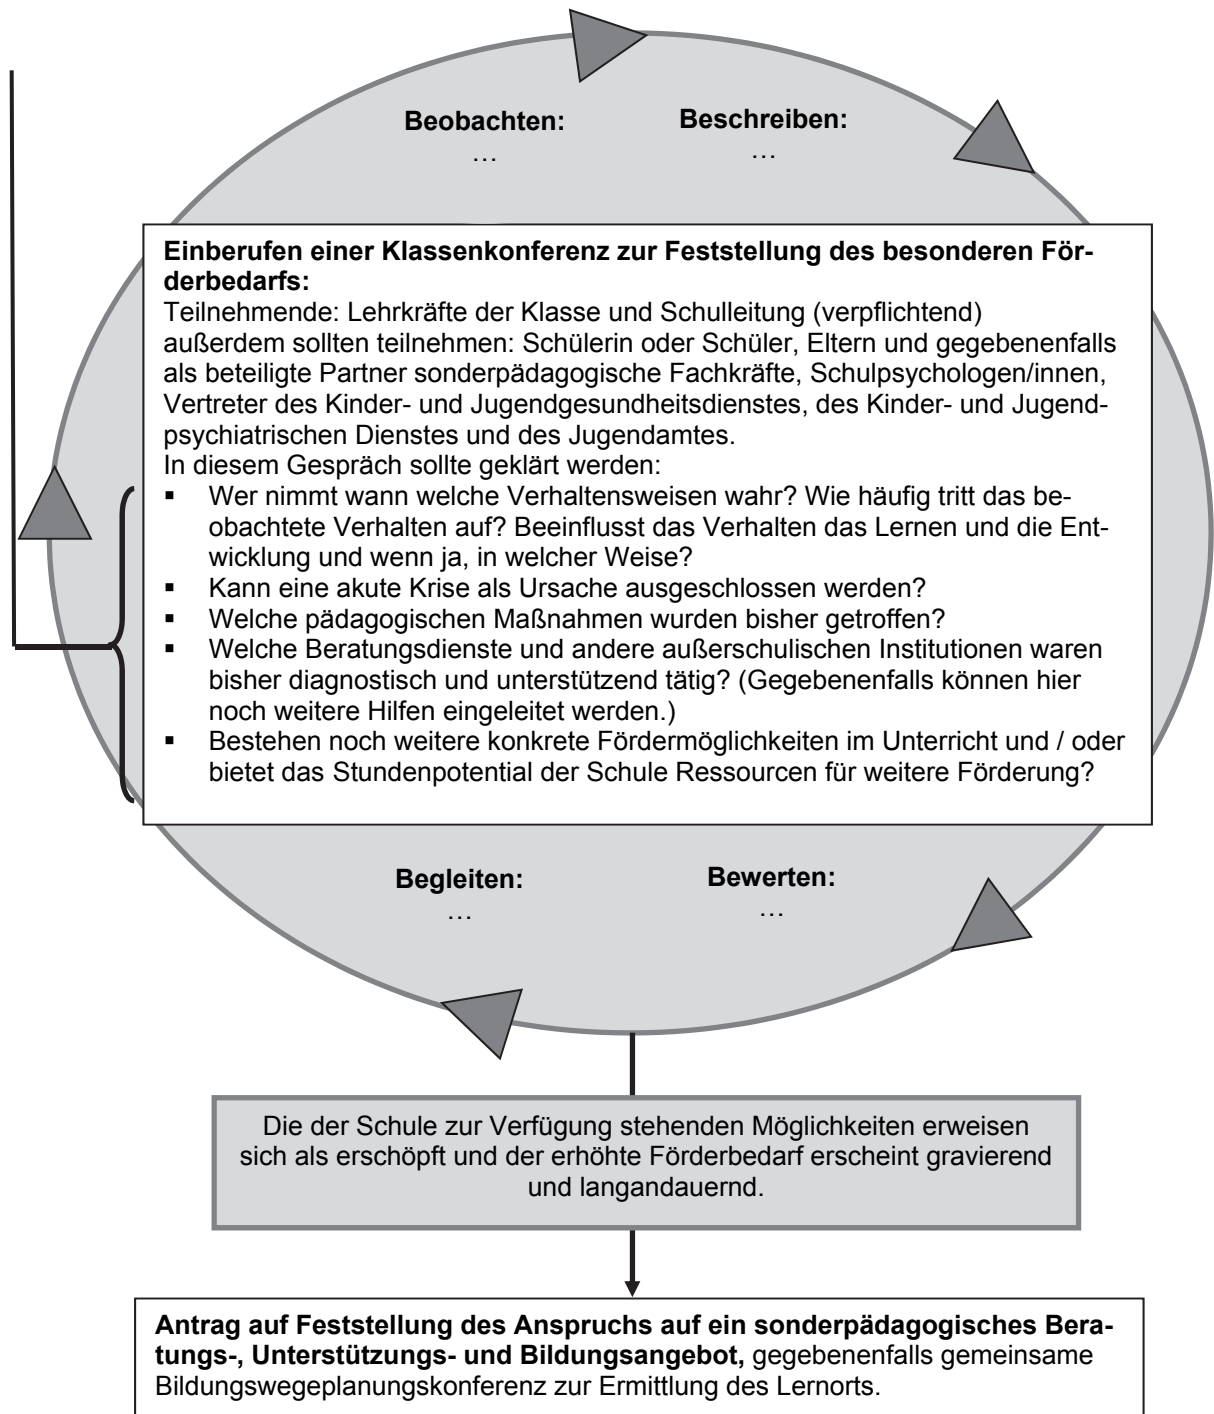 Beobachten:
…
Beschreiben:
…
Einberufen einer Klassenkonferenz zur Feststellung des besonderen För-
derbedarfs:
Teilnehmende: Lehrkräfte der Klasse und Schulleitung (verpflichtend)
außerdem sollten teilnehmen: Schülerin oder Schüler, Eltern und gegebenenfalls
als beteiligte Partner sonderpädagogische Fachkräfte, Schulpsychologen/innen,
Vertreter des Kinder- und Jugendgesundheitsdienstes, des Kinder- und Jugend-
psychiatrischen Dienstes und des Jugendamtes.
In diesem Gespräch sollte geklärt werden:
▪ Wer nimmt wann welche Verhaltensweisen wahr? Wie häufig tritt das be-
obachtete Verhalten auf? Beeinflusst das Verhalten das Lernen und die Ent-
wicklung und wenn ja, in welcher Weise?
▪ Kann eine akute Krise als Ursache ausgeschlossen werden?
▪ Welche pädagogischen Maßnahmen wurden bisher getroffen?
▪ Welche Beratungsdienste und andere außerschulischen Institutionen waren
bisher diagnostisch und unterstützend tätig? (Gegebenenfalls können hier
noch weitere Hilfen eingeleitet werden.)
▪ Bestehen noch weitere konkrete Fördermöglichkeiten im Unterricht und / oder
bietet das Stundenpotential der Schule Ressourcen für weitere Förderung?
Begleiten:
…
Bewerten:
…
Die der Schule zur Verfügung stehenden Möglichkeiten erweisen
sich als erschöpft und der erhöhte Förderbedarf erscheint gravierend
und langandauernd.
Antrag auf Feststellung des Anspruchs auf ein sonderpädagogisches Bera-
tungs-, Unterstützungs- und Bildungsangebot, gegebenenfalls gemeinsame
Bildungswegeplanungskonferenz zur Ermittlung des Lernorts.